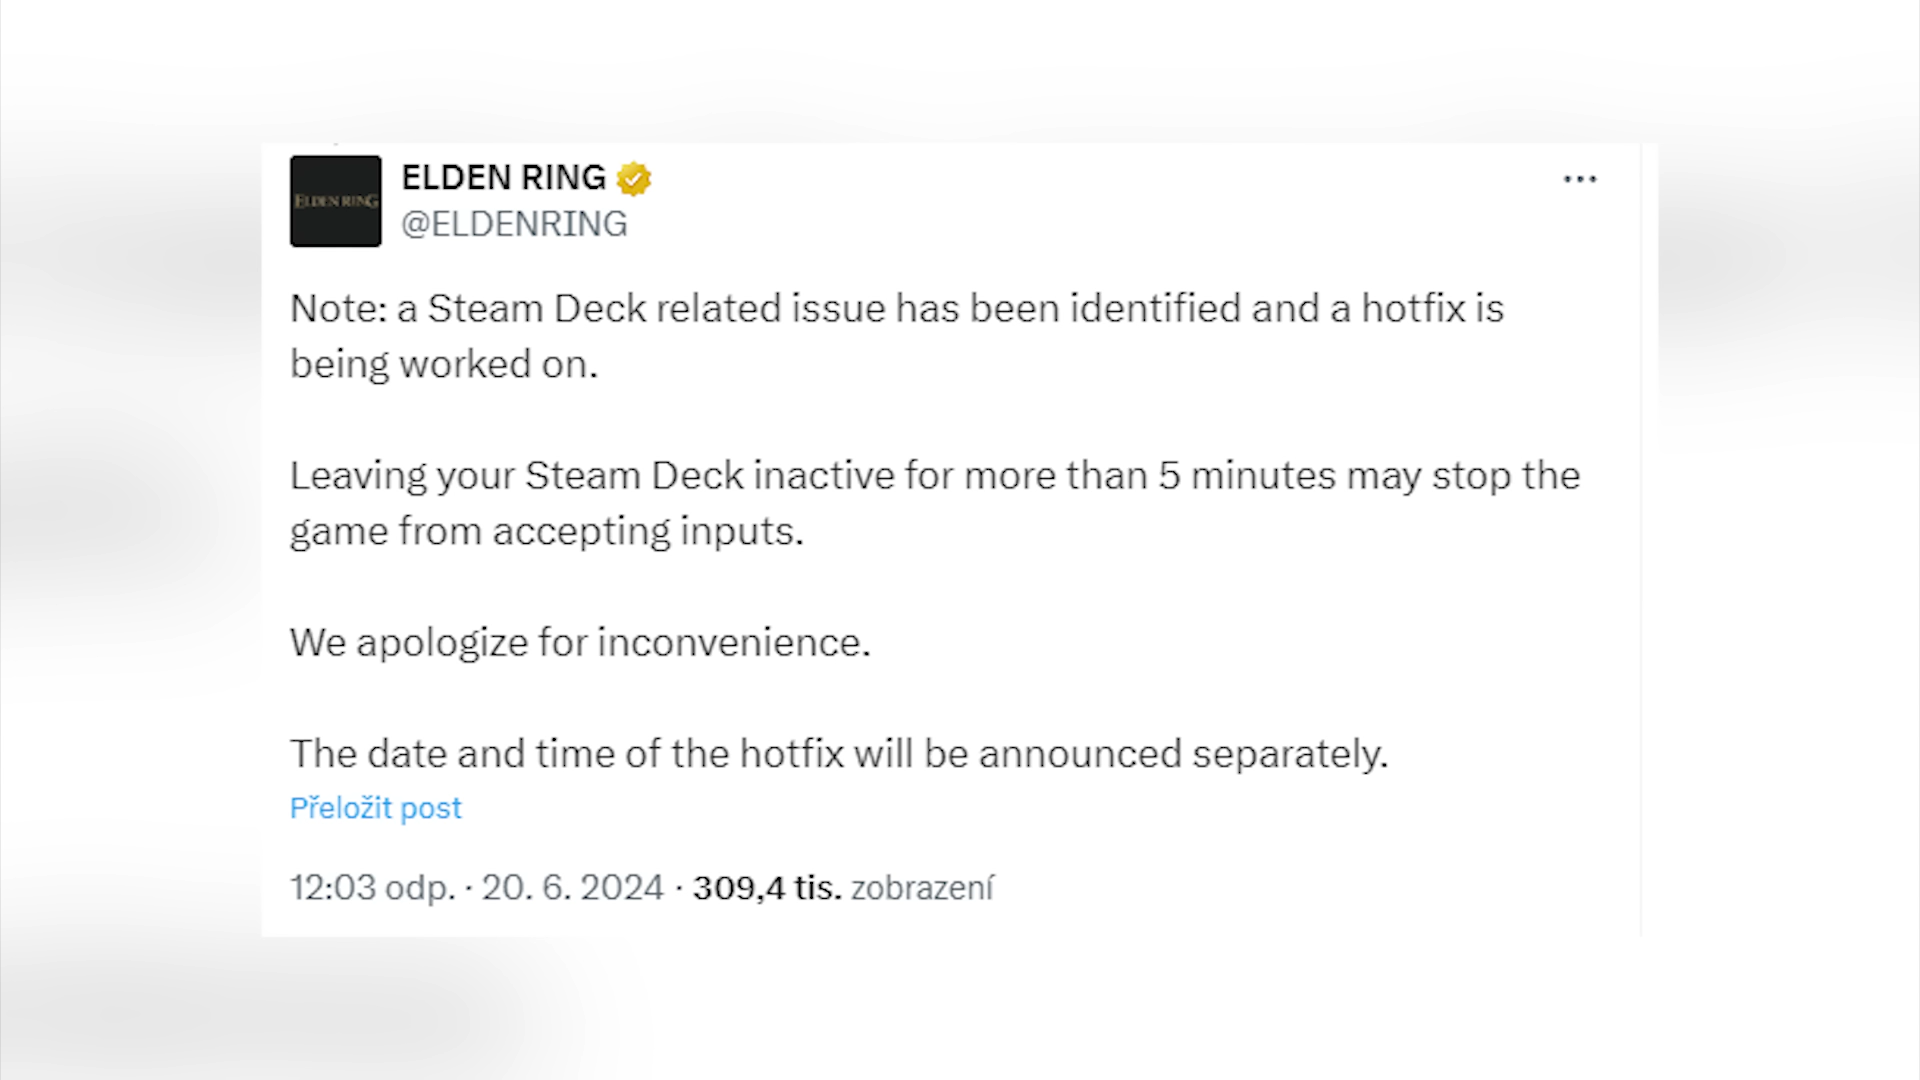 ELDEN RING
ELDEN RING
@ELDENRING
Note: a Steam Deck related issue has been identified and a hotfix is
being worked on.
Leaving your Steam Deck inactive for more than 5 minutes may stop the
game from accepting inputs.
We apologize for inconvenience.
The date and time of the hotfix will be announced separately.
Přeložit post
12:03 odp. · 20. 6. 2024 · 309,4 tis. zobrazení